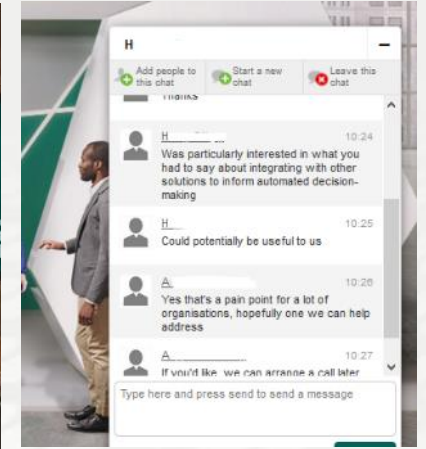 H
Add people to
this chat
Start a new
chat
Leave this
chat
Thanks
H 10:24
Was particularly interested in what you
had to say about integrating with other
solutions to inform automated decision-
making
H 10:25
Could potentially be useful to us
A 10:26
Yes that's a pain point for a lot of
organisations, hopefully one we can help
address
A 10:27
If you'd like, we can arrange a call later
Type here and press send to send a message